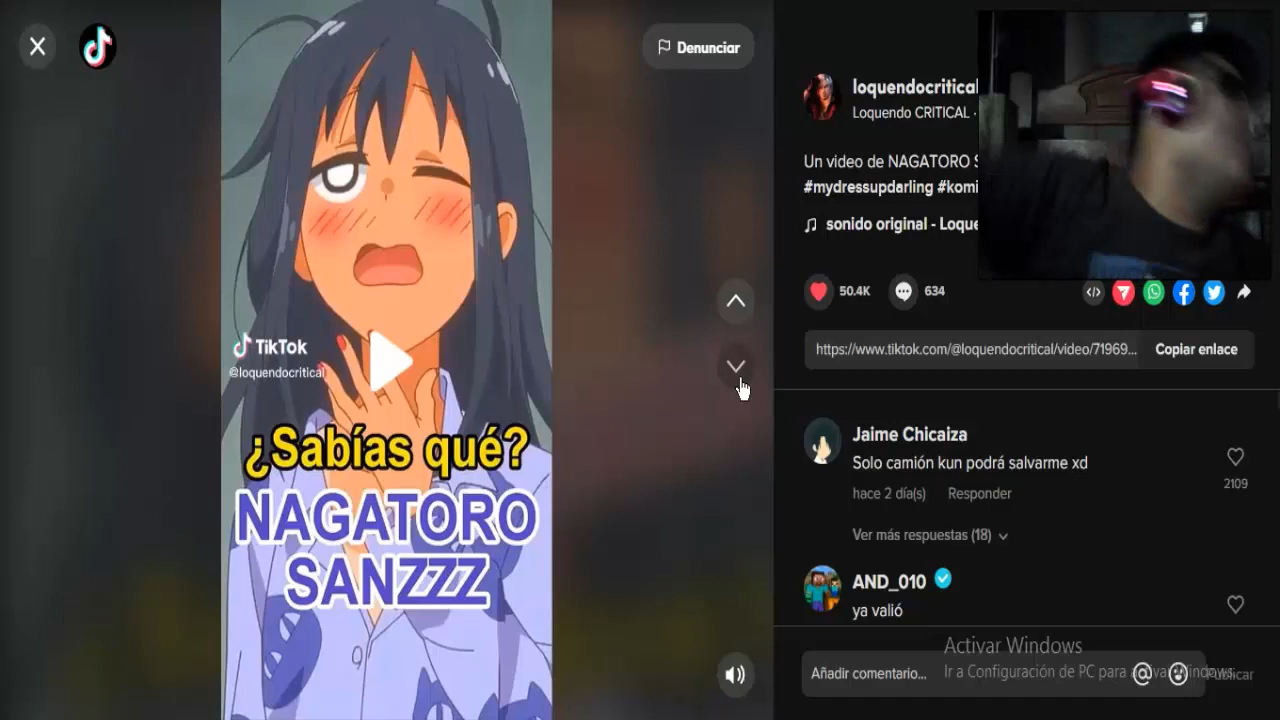 Denunciar
TikTok
@loquendocritical
¿Sabías qué?
NAGATORO
SANZZZ
loquendocritical
Loquendo CRITICAL ·
Un video de NAGATORO
#mydressupdarling #komi
sonido original - Loque
50.4K
634
https://www.tiktok.com/@loquendocritical/video/71969...
Copiar enlace
Jaime Chicaiza
Solo camión kun podrá salvarme xd
hace 2 día(s) Responder
2109
Ver más respuestas (18)
AND_010
ya valió
Activar Windows
Ir a Configuración de PC para activar Windows.
Añadir comentario...
Publicar